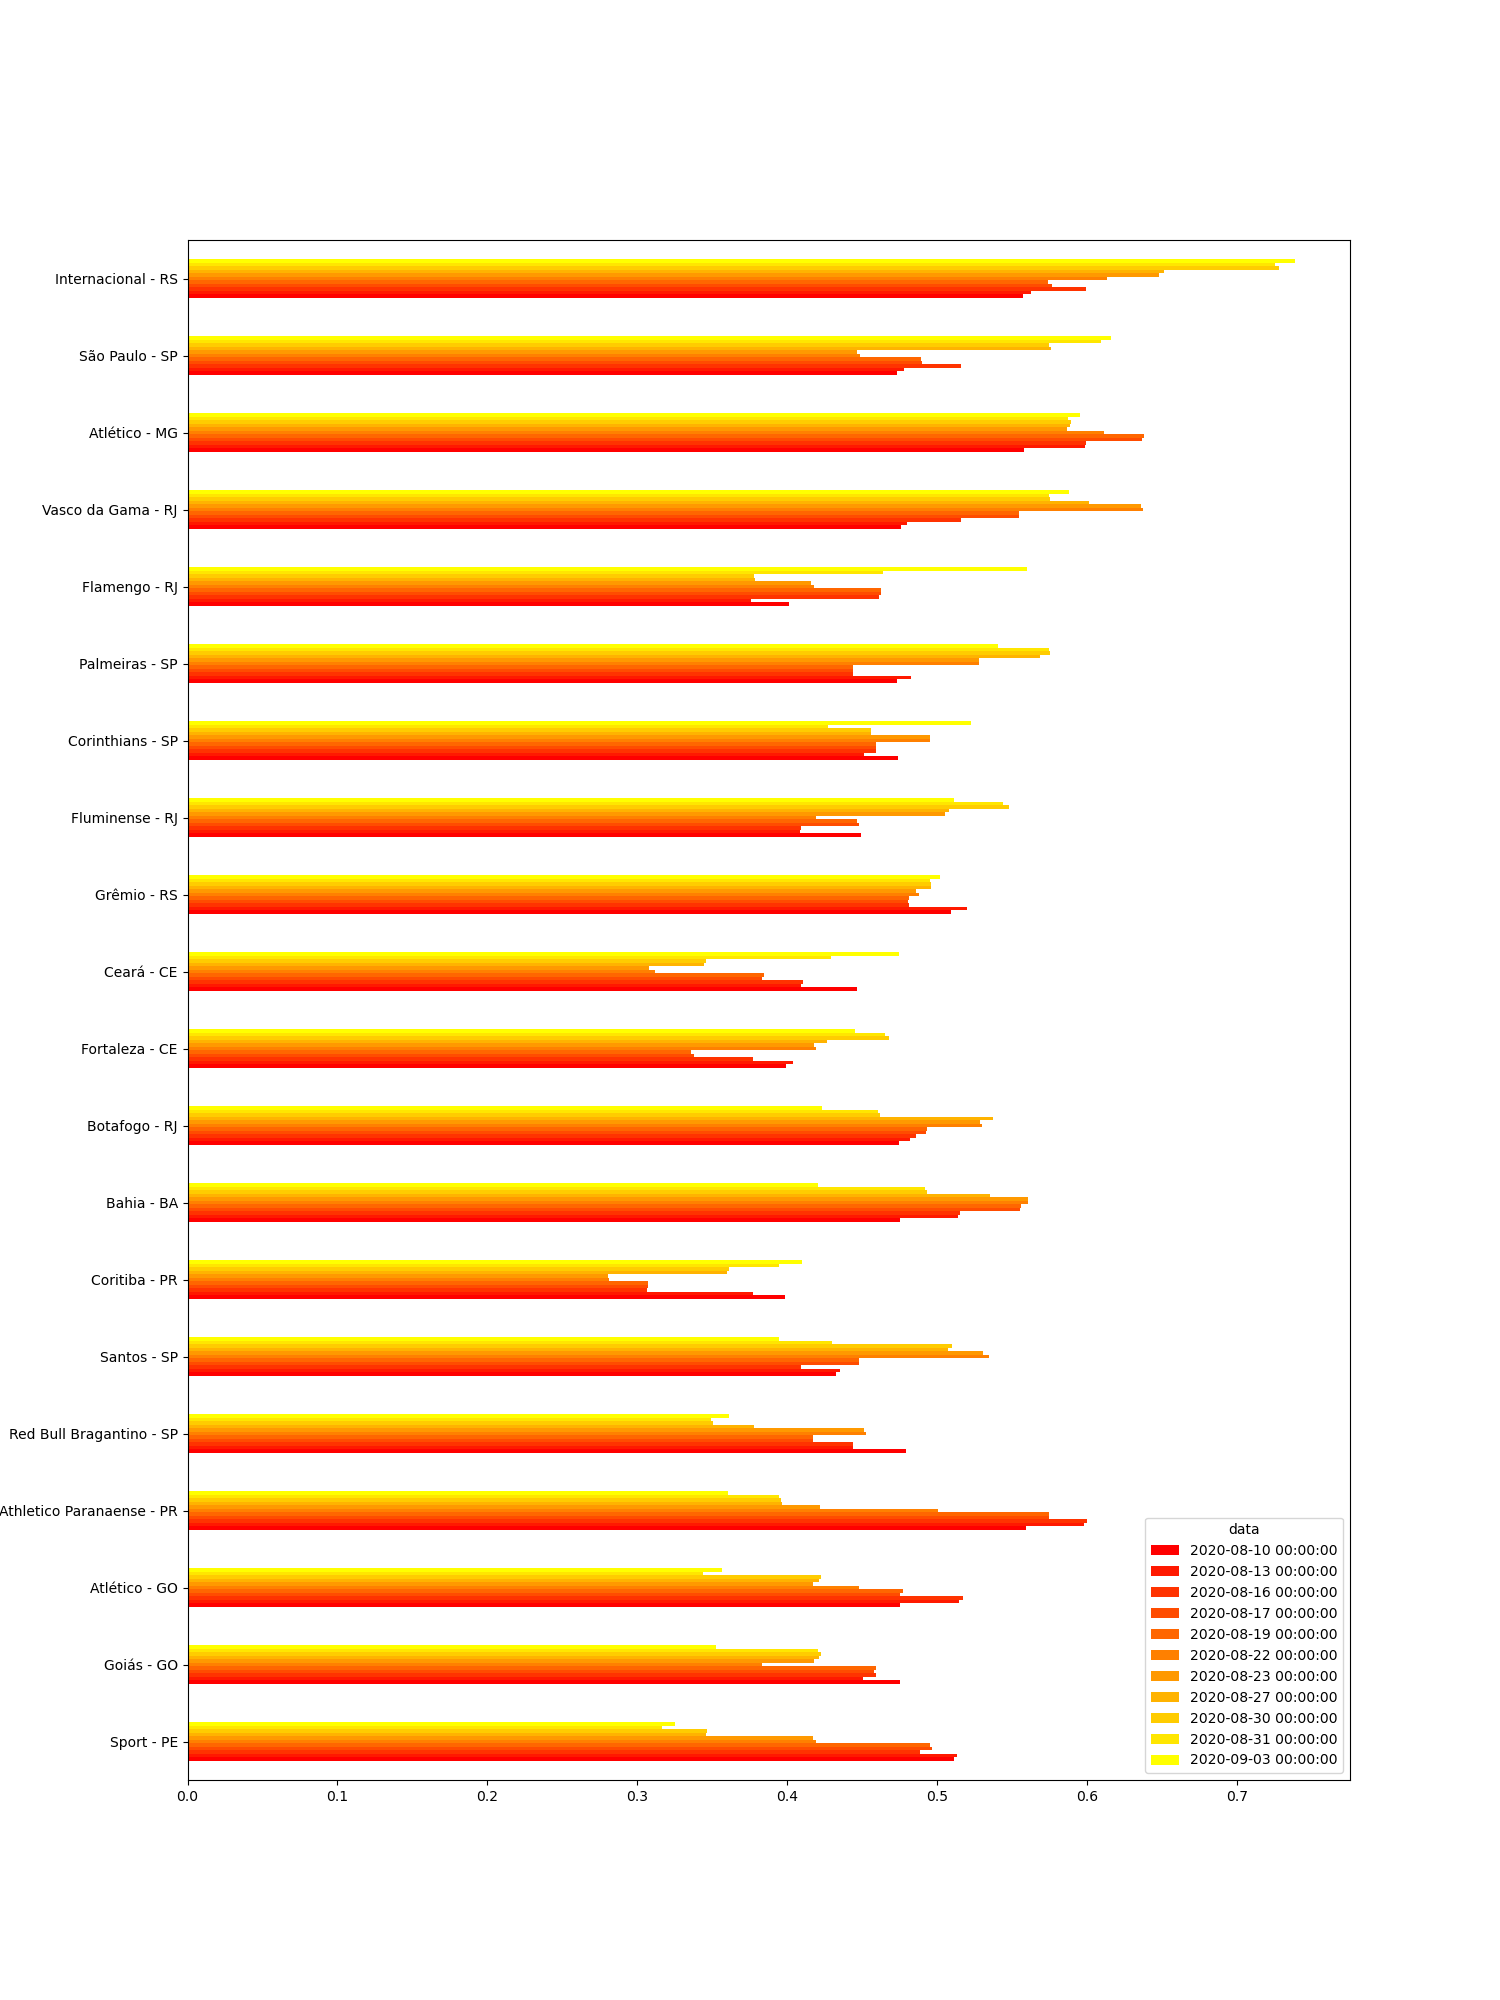 Internacional - RS
São Paulo - SP
Atlético - MG
Vasco da Gama - RJ
Flamengo - RJ
Palmeiras - SP
Corinthians - SP
Fluminense - RJ
Grêmio - RS
Ceará - CE
Fortaleza - CE
Botafogo - RJ
Bahia - BA
Coritiba - PR
Santos - SP
Red Bull Bragantino - SP
Athletico Paranaense - PR
Atlético - GO
Goiás - GO
Sport - PE
data
2020-08-10 00:00:00
2020-08-13 00:00:00
2020-08-16 00:00:00
2020-08-17 00:00:00
2020-08-19 00:00:00
2020-08-22 00:00:00
2020-08-23 00:00:00
2020-08-27 00:00:00
2020-08-30 00:00:00
2020-08-31 00:00:00
2020-09-03 00:00:00
0.0 0.1 0.2 0.3 0.4 0.5 0.6 0.7